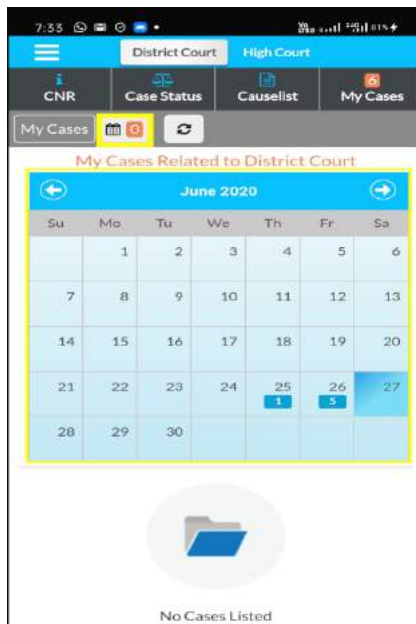 7:33
District Court High Court
6
CNR Case Status Causelist My Cases
My Cases 0
My Cases Related to District Court
June 2020
Su Mo Tu We Th Fr Sa
1 2 3 4 5 6
7 8 9 10 11 12 13
14 15 16 17 18 19 20
21 22 23 24 25 26 27
1 5
28 29 30
No Cases Listed